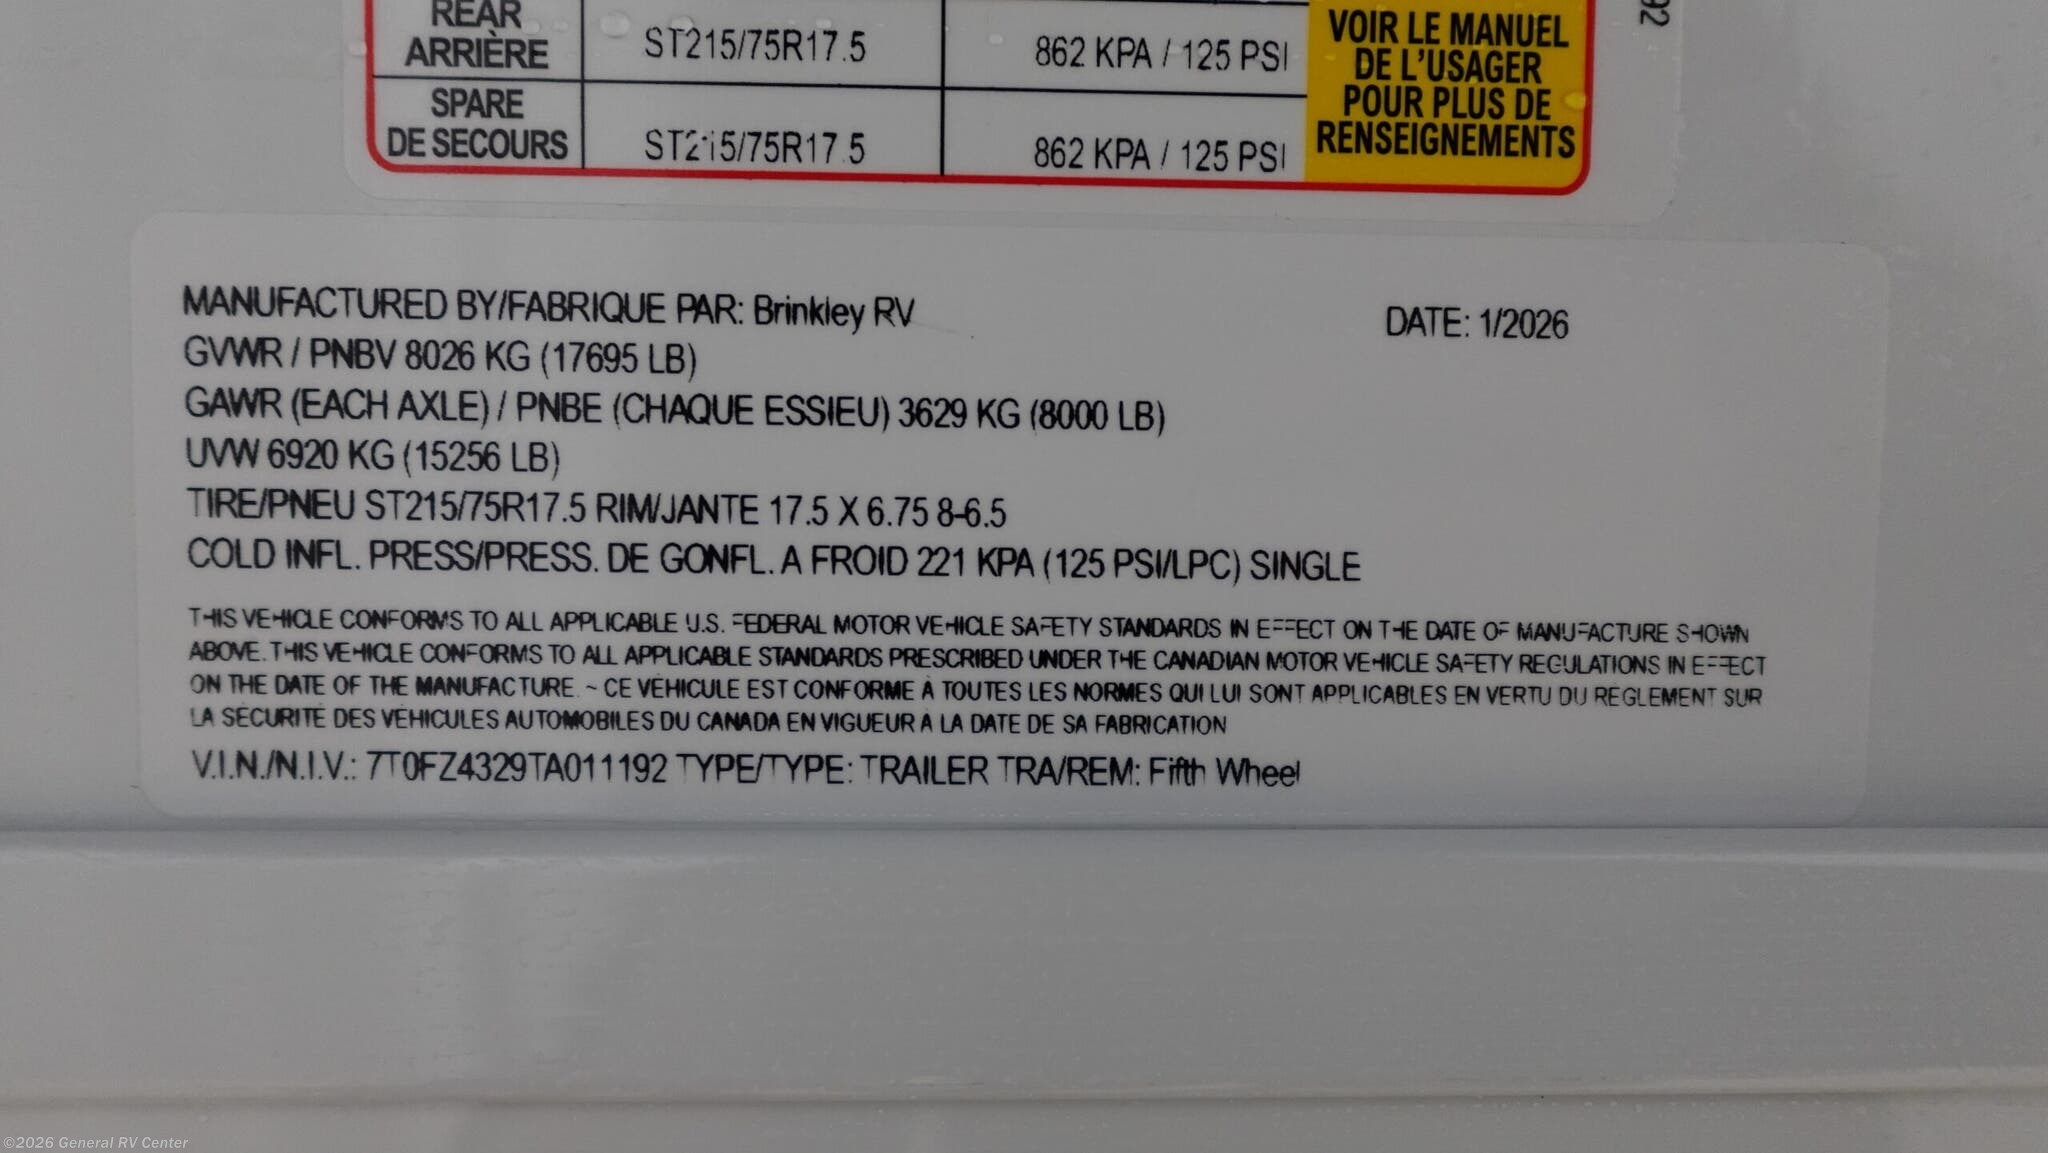 REAR
ARRIÈRE
ST215/75R17.5
862 KPA / 125 PSI
SPARE
DE SECOURS
ST215/75R17.5
862 KPA / 125 PSI
VOIR LE MANUEL
DE L'USAGER
POUR PLUS DE
RENSEIGNEMENTS
92
MANUFACTURED BY/FABRIQUE PAR: Brinkley RV
DATE: 1/2026
GVWR / PNBV 8026 KG (17695 LB)
GAWR (EACH AXLE) / PNBE (CHAQUE ESSIEU) 3629 KG (8000 LB)
UVW 6920 KG (15256 LB)
TIRE/PNEU ST215/75R17.5 RIM/JANTE 17.5 X 6.75 8-6.5
COLD INFL. PRESS/PRESS. DE GONFL. A FROID 221 KPA (125 PSI/LPC) SINGLE
THIS VEHICLE CONFORMS TO ALL APPLICABLE U.S. FEDERAL MOTOR VEHICLE SAFETY STANDARDS IN EFFECT ON THE DATE OF MANUFACTURE SHOWN
ABOVE. THIS VEHICLE CONFORMS TO ALL APPLICABLE STANDARDS PRESCRIBED UNDER THE CANADIAN MOTOR VEHICLE SAFETY REGULATIONS IN EFFECT
ON THE DATE OF THE MANUFACTURE. ~ CE VÉHICULE EST CONFORME À TOUTES LES NORMES QUI LUI SONT APPLICABLES EN VERTU DU RÈGLEMENT SUR
LA SÉCURITÉ DES VÉHICULES AUTOMOBILES DU CANADA EN VIGUEUR À LA DATE DE SA FABRICATION
V.I.N./N.I.V.: 7T0FZ4329TA011192 TYPE/TYPE: TRAILER TRA/REM: Fifth Wheel
©2026 General RV Center